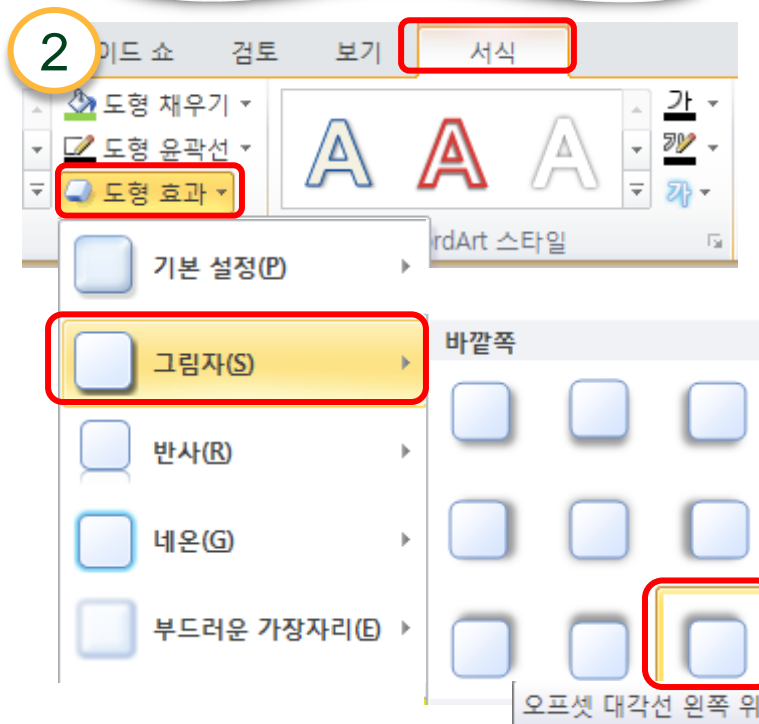 2
이드 쇼 검토 보기 서식
도형 채우기
도형 윤곽선
도형 효과
A A A
가
가
가
rdArt 스타일
기본 설정(P)
그림자(S)
반사(R)
네온(G)
부드러운 가장자리(E)
바깥쪽
오프셋 대각선 왼쪽 위